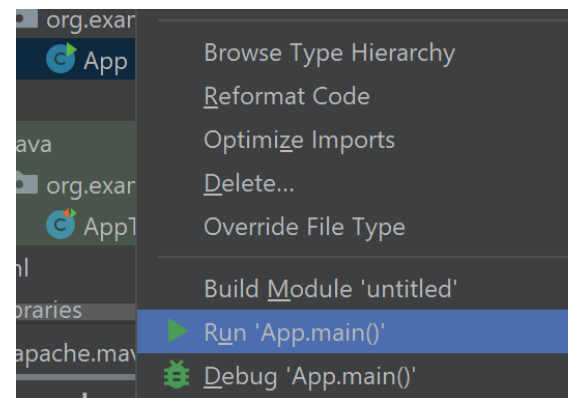 org.exar
App
ava
org.exar
AppT
nl
oraries
apache.mav
Browse Type Hierarchy
Reformat Code
Optimize Imports
Delete...
Override File Type
Build Module 'untitled'
Run 'App.main()'
Debug 'App.main()'